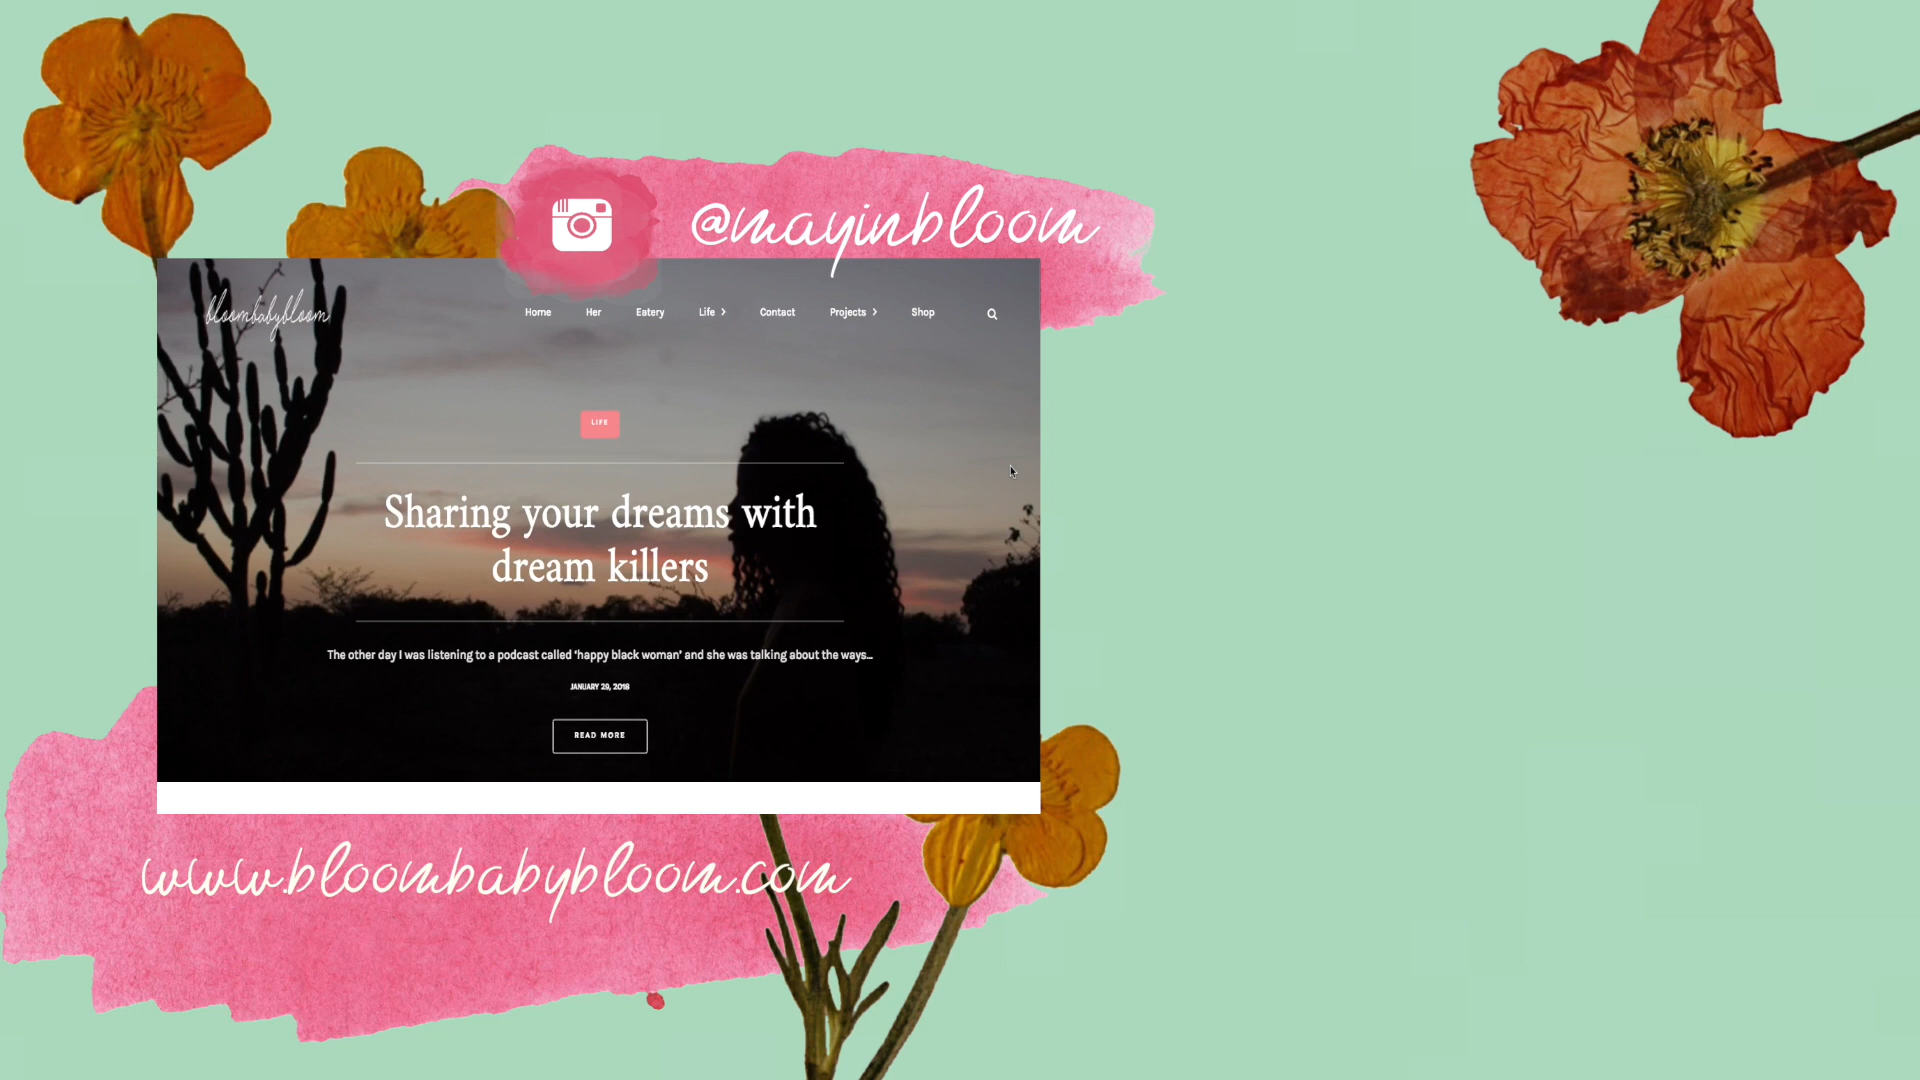 @mayinbloom
bloombabybloom
Home Her Eatery Life Contact Projects Shop
LIFE
Sharing your dreams with
dream killers
The other day I was listening to a podcast called ‘happy black woman’ and she was talking about the ways...
JANUARY 29, 2018
READ MORE
www.bloombabybloom.com